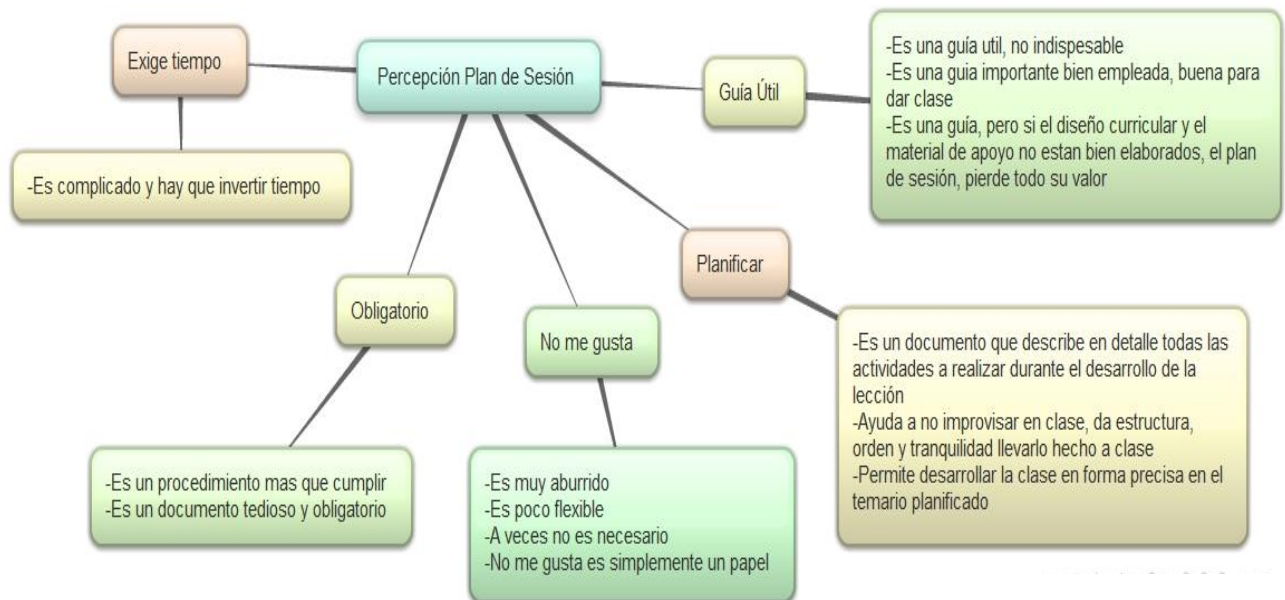 Exige tiempo
Percepción Plan de Sesión
Guía Útil
-Es una guía util, no indispesable
-Es una guia importante bien empleada, buena para
dar clase
-Es una guía, pero si el diseño curricular y el
material de apoyo no estan bien elaborados, el plan
de sesión, pierde todo su valor
-Es complicado y hay que invertir tiempo
Planificar
Obligatorio
No me gusta
-Es un documento que describe en detalle todas las
actividades a realizar durante el desarrollo de la
lección
-Ayuda a no improvisar en clase, da estructura,
orden y tranquilidad llevarlo hecho a clase
-Permite desarrollar la clase en forma precisa en el
temario planificado
-Es un procedimiento mas que cumplir
-Es un documento tedioso y obligatorio
-Es muy aburrido
-Es poco flexible
-A veces no es necesario
-No me gusta es simplemente un papel